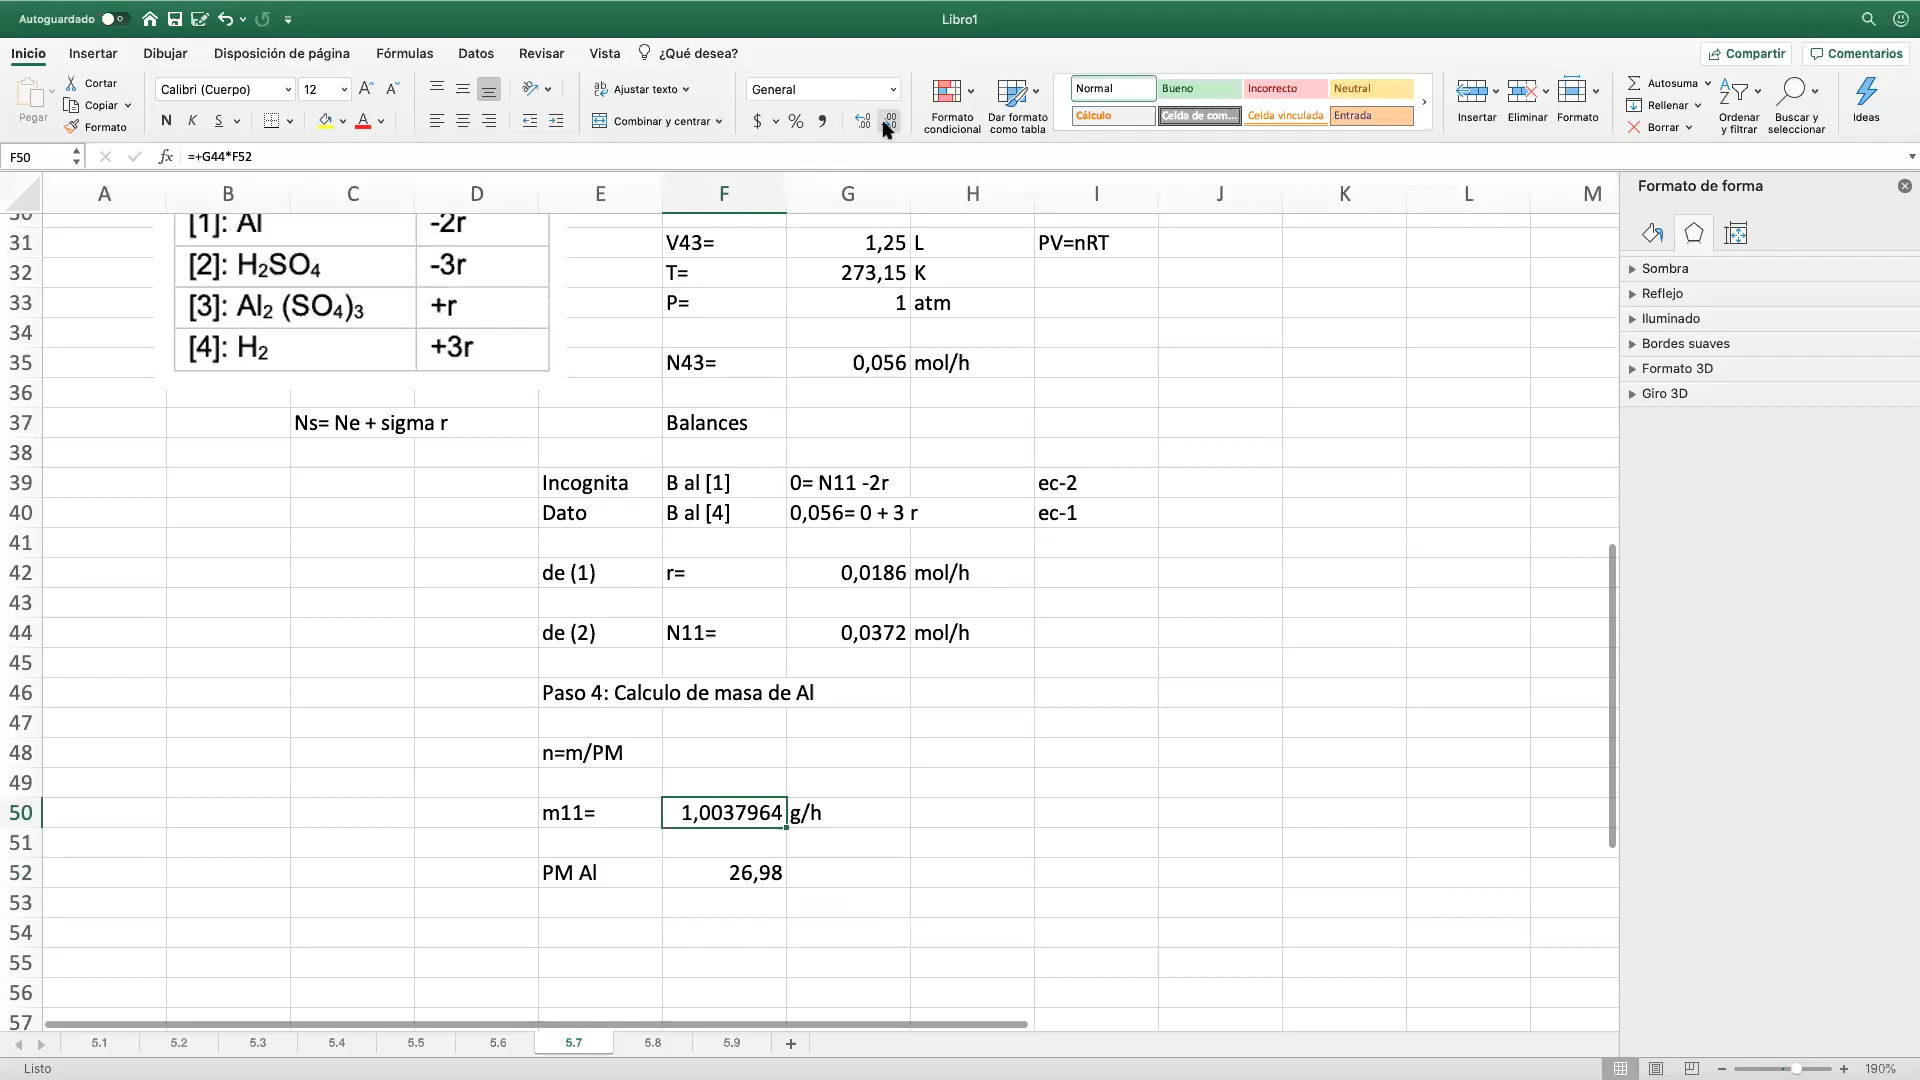 Autoguardado
Libro1
Inicio Insertar Dibujar Disposición de página Fórmulas Datos Revisar Vista ¿Qué desea?
Compartir Comentarios
Pegar
Cortar
Copiar
Formato
Calibri (Cuerpo) 12
N K S
Ajustar texto
Combinar y centrar
General
$ % 
Formato condicional
Dar formato como tabla
Normal Bueno Incorrecto Neutral
Cálculo Celda de com... Celda vinculada Entrada
Insertar Eliminar Formato
Autosuma
Rellenar
Borrar
Ordenar y filtrar
Buscar y seleccionar
Ideas
F50 fx =+G44*F52
A B C D E F G H I J K L M
30 [1]: Al -2r
31 V43= 1,25 L PV=nRT
32 [2]: H₂SO₄ -3r T= 273,15 K
33 [3]: Al₂ (SO₄)₃ +r P= 1 atm
34 [4]: H₂ +3r
35 N43= 0,056 mol/h
36
37 Ns= Ne + sigma r Balances
38
39 Incognita B al [1] 0= N11 -2r ec-2
40 Dato B al [4] 0,056= 0 + 3 r ec-1
41
42 de (1) r= 0,0186 mol/h
43
44 de (2) N11= 0,0372 mol/h
45
46 Paso 4: Calculo de masa de Al
47
48 n=m/PM
49
50 m11= 1,0037964 g/h
51
52 PM Al 26,98
53
54
55
56
57
Formato de forma
Sombra
Reflejo
Iluminado
Bordes suaves
Formato 3D
Giro 3D
5.1 5.2 5.3 5.4 5.5 5.6 5.7 5.8 5.9 +
Listo
190%